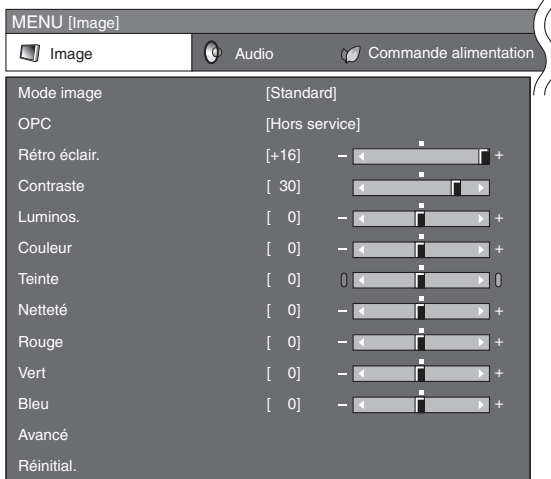 MENU [Image]
Image Audio Commande alimentation
Mode image [Standard]
OPC [Hors service]
Rétro éclair. [+16] – +
Contraste [ 30]
Luminos. [ 0] – +
Couleur [ 0] – +
Teinte [ 0]
Netteté [ 0] – +
Rouge [ 0] – +
Vert [ 0] – +
Bleu [ 0] – +
Avancé
Réinitial.